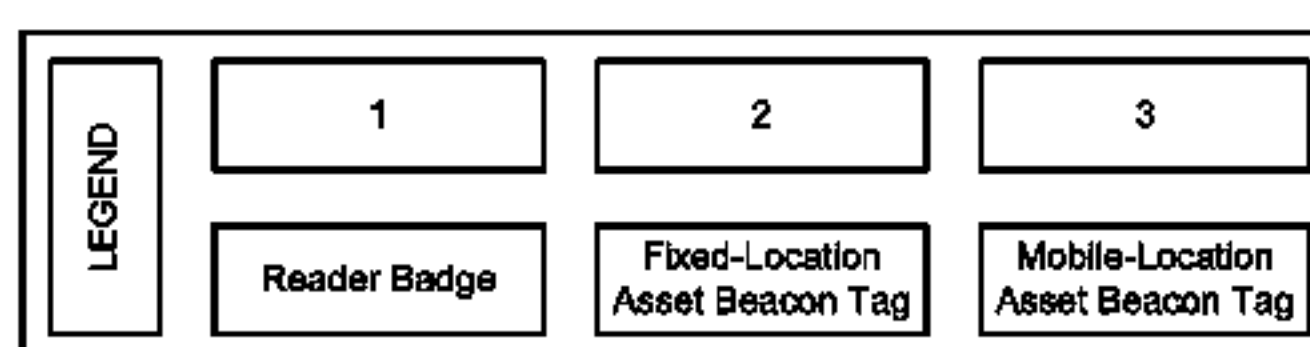 LEGEND
1
2
3
Reader Badge
Fixed-Location
Asset Beacon Tag
Mobile-Location
Asset Beacon Tag